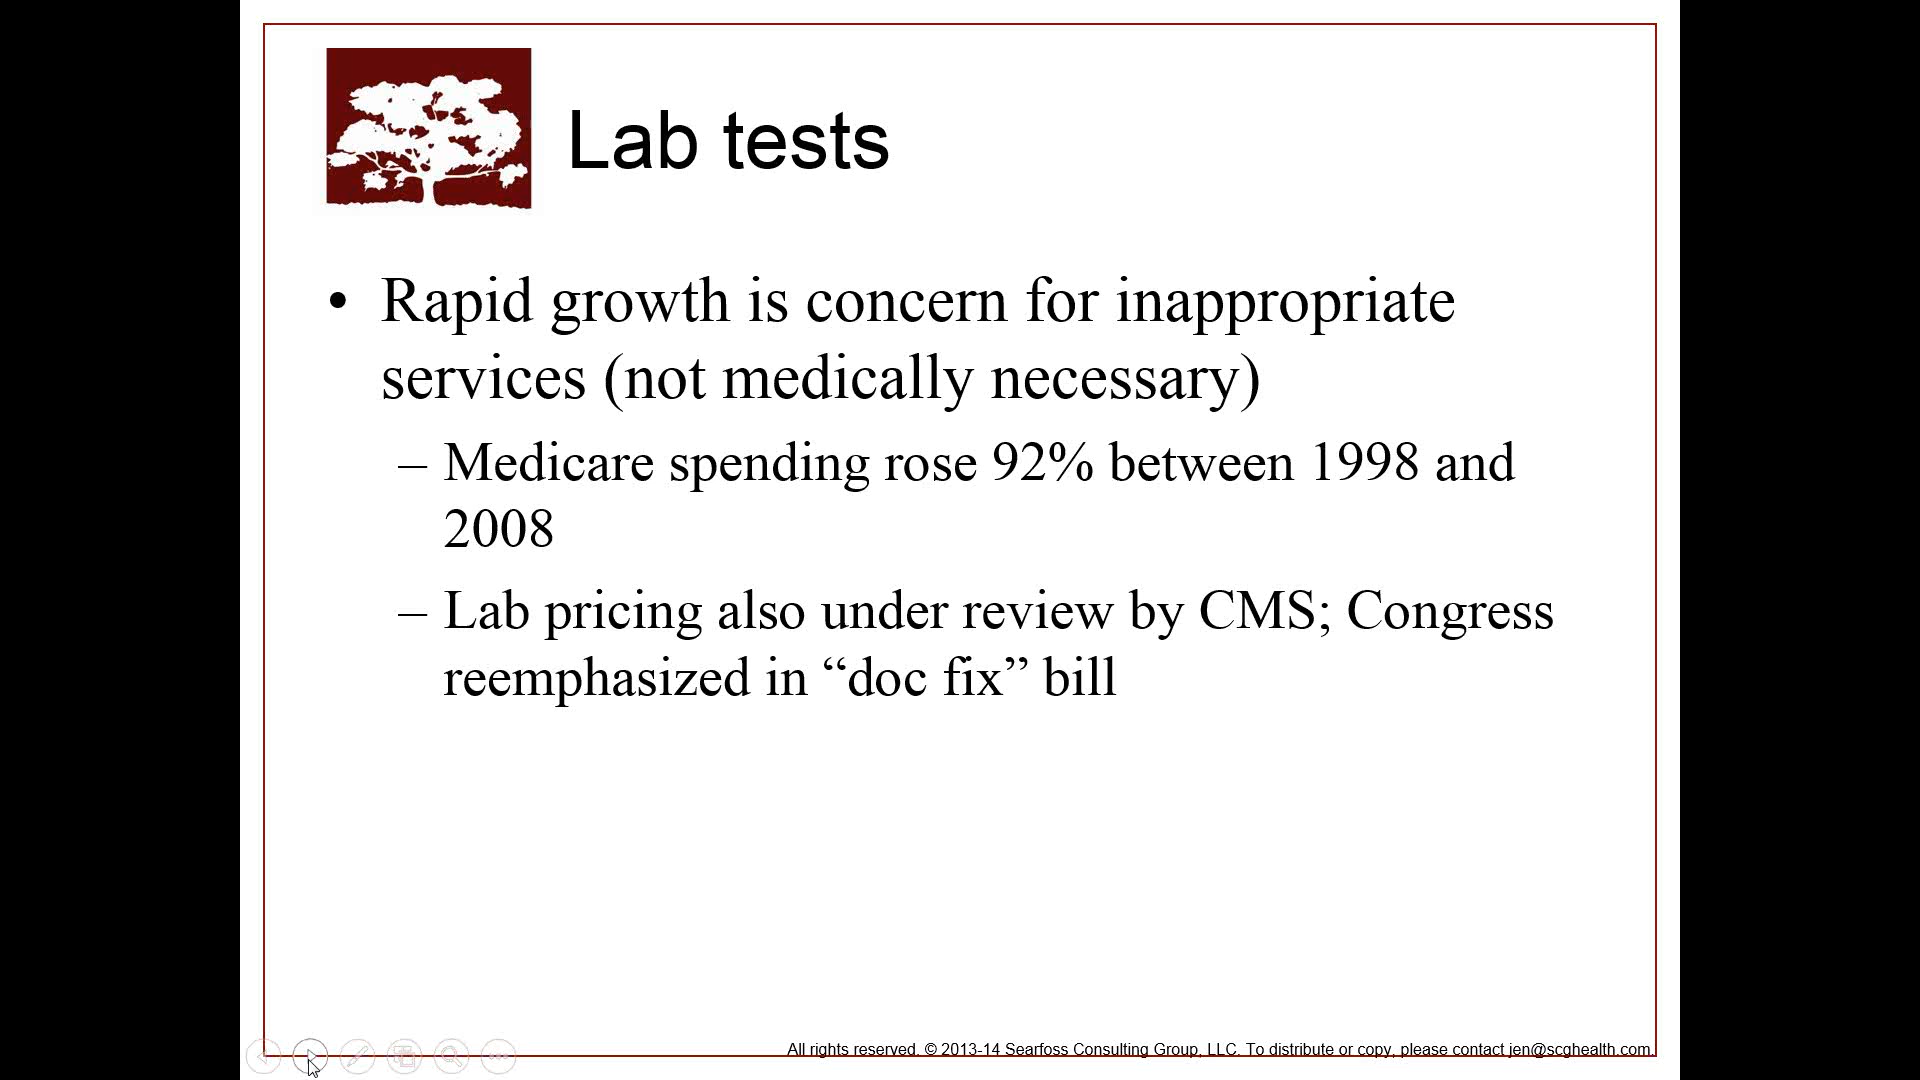 Lab tests
• Rapid growth is concern for inappropriate
services (not medically necessary)
– Medicare spending rose 92% between 1998 and
2008
– Lab pricing also under review by CMS; Congress
reemphasized in “doc fix” bill
All rights reserved. © 2013-14 Searfoss Consulting Group, LLC. To distribute or copy, please contact jen@scghealth.com.